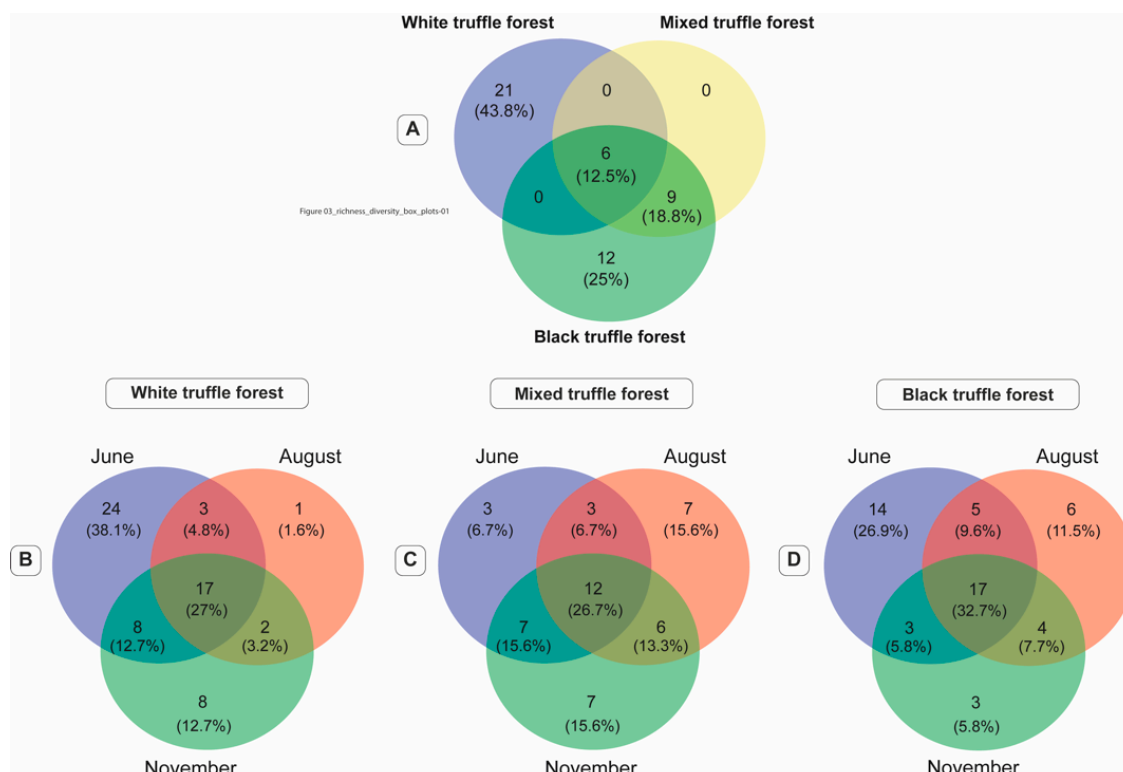 White truffle forest
Mixed truffle forest
21
(43.8%)
0
0
A
6
(12.5%)
0
9
(18.8%)
Figure 03_richness_diversity_box_plots-01
12
(25%)
Black truffle forest
White truffle forest
Mixed truffle forest
Black truffle forest
June
August
24
(38.1%)
3
(4.8%)
1
(1.6%)
B
17
(27%)
8
(12.7%)
2
(3.2%)
8
(12.7%)
November
June
August
3
(6.7%)
3
(6.7%)
7
(15.6%)
C
12
(26.7%)
7
(15.6%)
6
(13.3%)
7
(15.6%)
November
June
August
14
(26.9%)
5
(9.6%)
6
(11.5%)
D
17
(32.7%)
3
(5.8%)
4
(7.7%)
3
(5.8%)
November